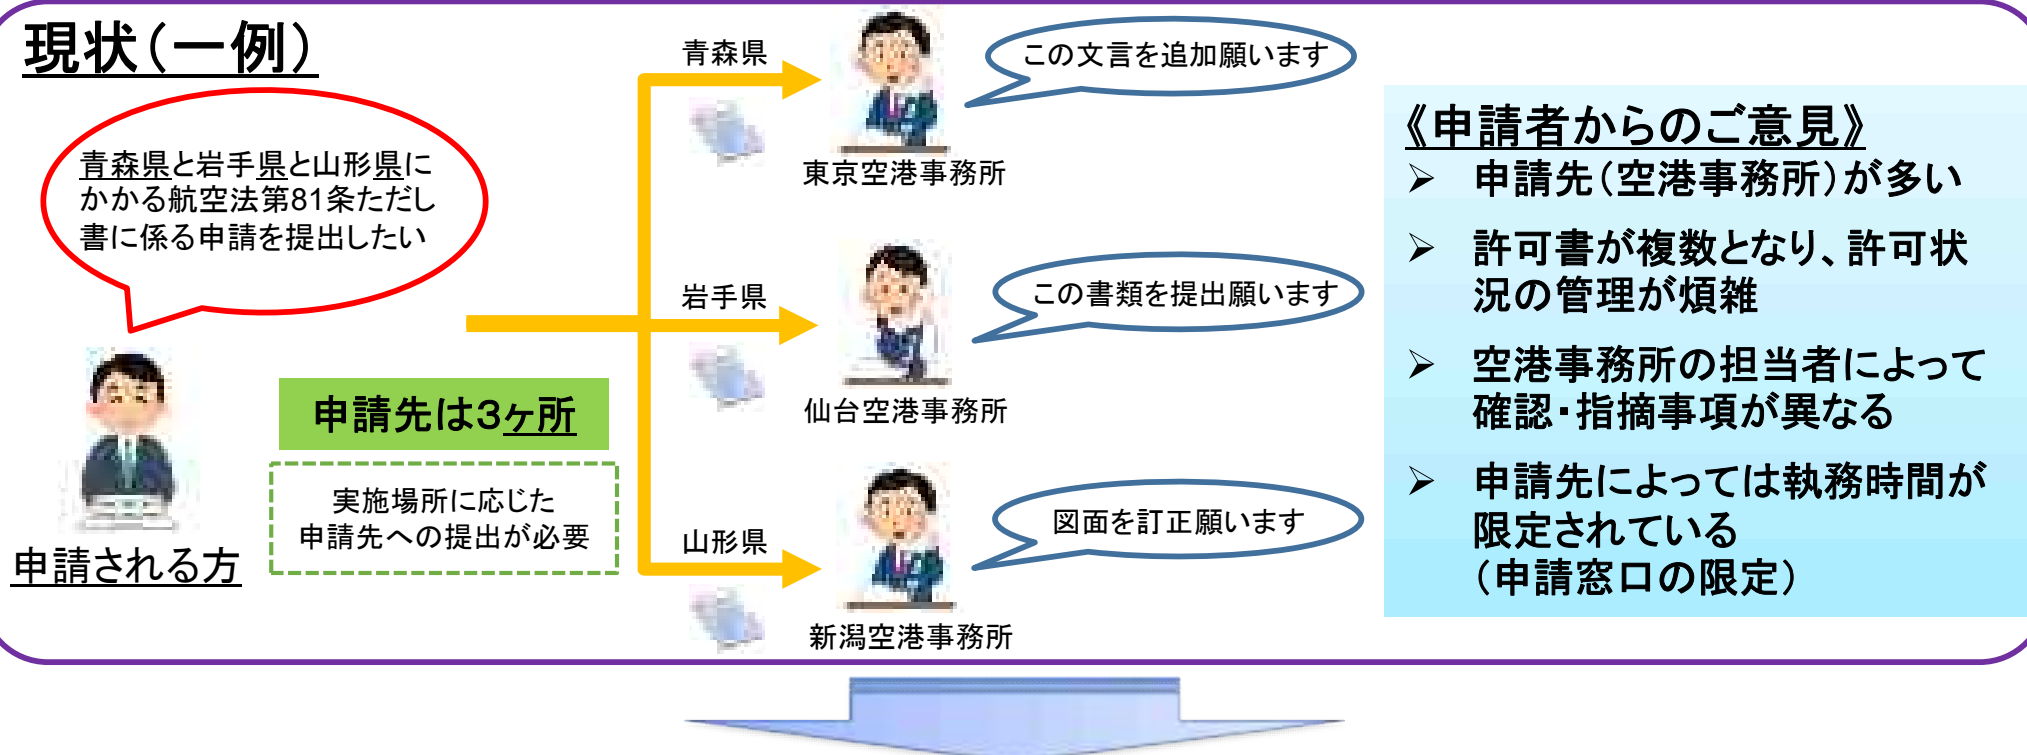 現状（一例）
青森県と岩手県と山形県に
かかる航空法第81条ただし
書に係る申請を提出したい
申請される方
申請先は3ヶ所
実施場所に応じた
申請先への提出が必要
青森県
東京空港事務所
この文言を追加願います
岩手県
仙台空港事務所
この書類を提出願います
山形県
新潟空港事務所
図面を訂正願います
《申請者からのご意見》
➢ 申請先（空港事務所）が多い
➢ 許可書が複数となり、許可状
況の管理が煩雑
➢ 空港事務所の担当者によって
確認・指摘事項が異なる
➢ 申請先によっては執務時間が
限定されている
（申請窓口の限定）